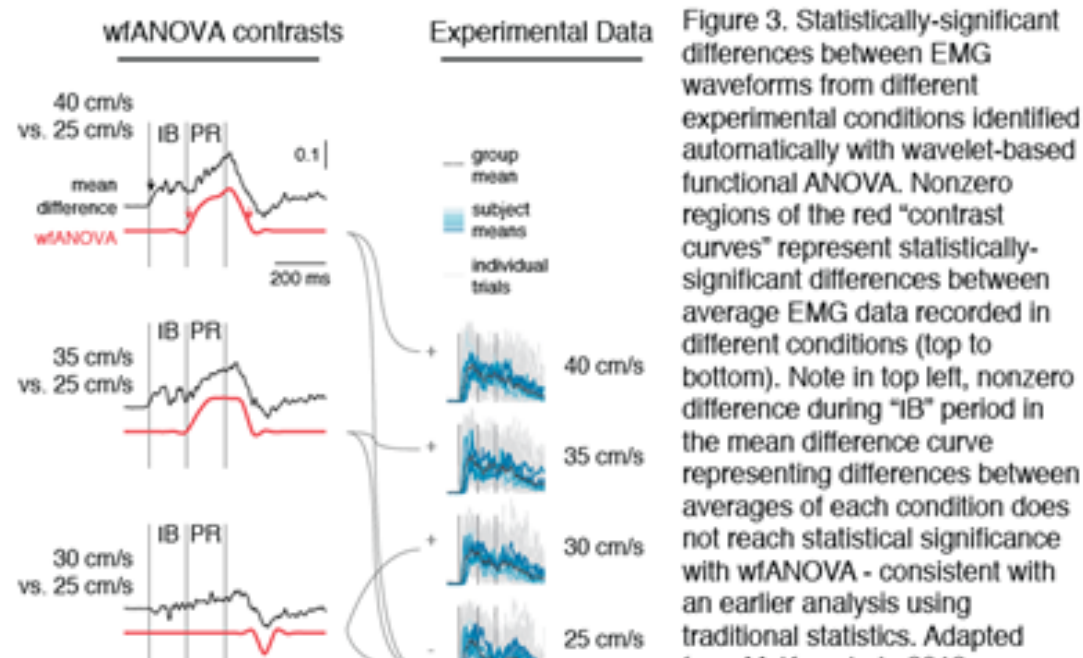 wfANOVA contrasts
Experimental Data
40 cm/s
vs. 25 cm/s
IB PR
0.1
mean
difference
wfANOVA
200 ms
group
mean
subject
means
individual
trials
IB PR
35 cm/s
vs. 25 cm/s
IB PR
30 cm/s
vs. 25 cm/s
+
40 cm/s
+
35 cm/s
+
30 cm/s
-
25 cm/s
Figure 3. Statistically-significant
differences between EMG
waveforms from different
experimental conditions identified
automatically with wavelet-based
functional ANOVA. Nonzero
regions of the red “contrast
curves” represent statistically-
significant differences between
average EMG data recorded in
different conditions (top to
bottom). Note in top left, nonzero
difference during “IB” period in
the mean difference curve
representing differences between
averages of each condition does
not reach statistical significance
with wfANOVA - consistent with
an earlier analysis using
traditional statistics. Adapted